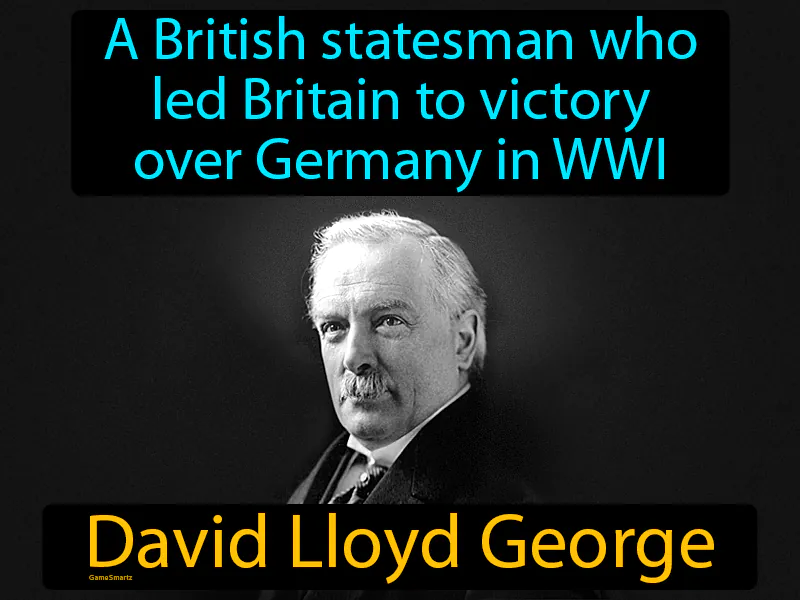 A British statesman who
led Britain to victory
over Germany in WWI
David Lloyd George
GameSmartz